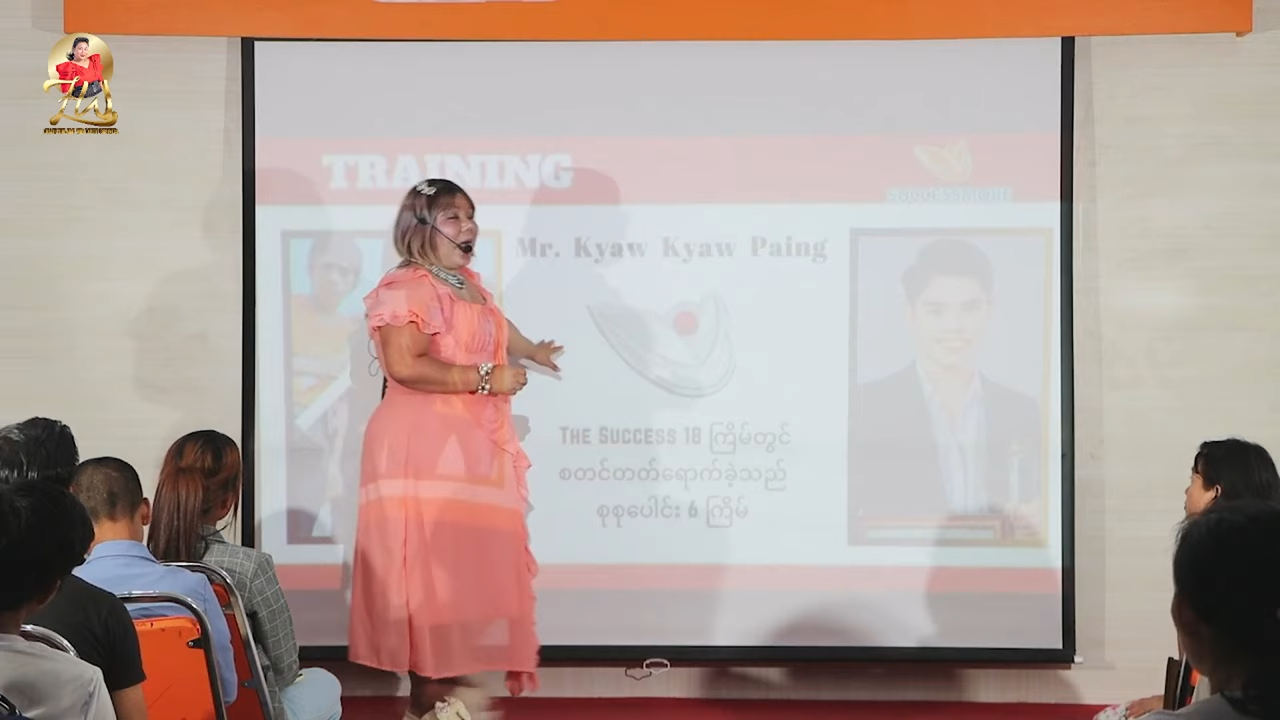 TRAINING
Mr. Kyaw Kyaw Paing
THE SUCCESS 18 ကြိမ်တွင်
စတင်တတ်ရောက်ခဲ့သည်
စုစုပေါင်း 6 ကြိမ်